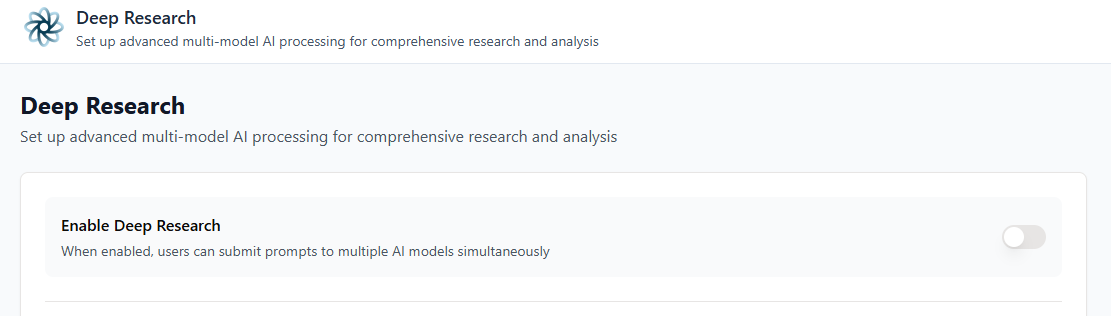 Deep Research
Set up advanced multi-model AI processing for comprehensive research and analysis
Deep Research
Set up advanced multi-model AI processing for comprehensive research and analysis
Enable Deep Research
When enabled, users can submit prompts to multiple AI models simultaneously